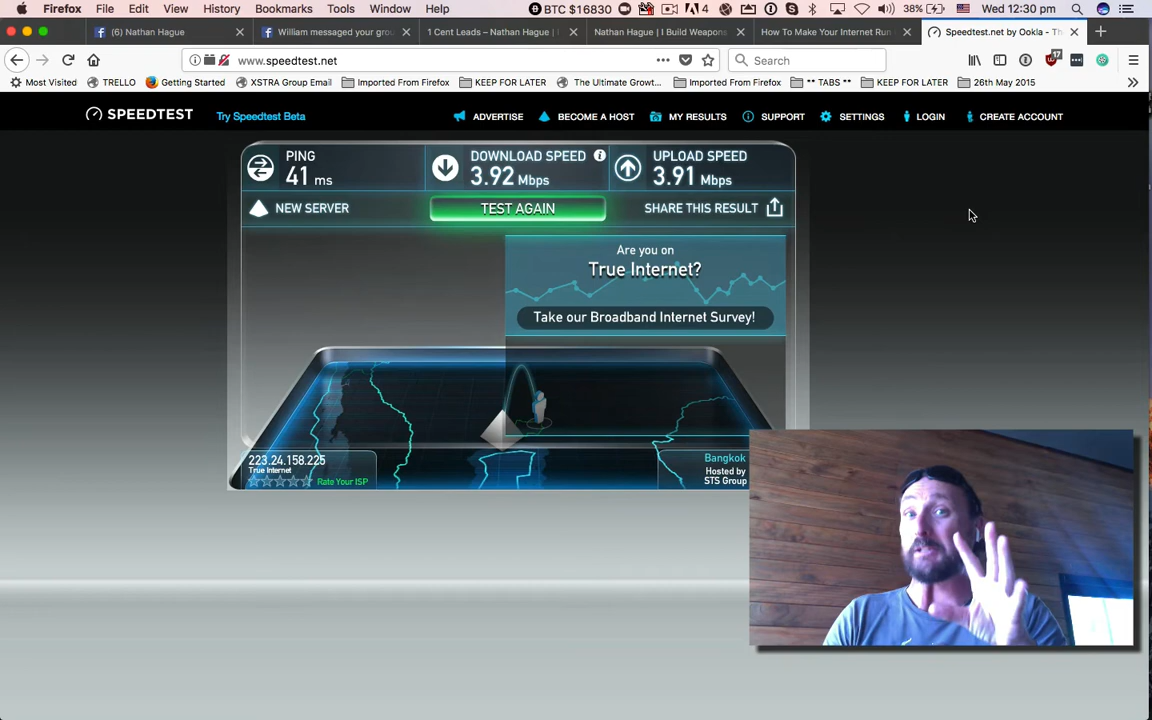 Firefox File Edit View History Bookmarks Tools Window Help BTC $16830 4 38% Wed 12:30 pm
(6) Nathan Hague William messaged your grou 1 Cent Leads – Nathan Hague | Nathan Hague | I Build Weapons How To Make Your Internet Run Speedtest.net by Ookla - Th
www.speedtest.net Search 17
Most Visited TRELLO Getting Started XSTRA Group Email Imported From Firefox KEEP FOR LATER The Ultimate Growt... Imported From Firefox KEEP FOR LATER ** TABS ** KEEP FOR LATER 26th May 2015
SPEEDTEST Try Speedtest Beta ADVERTISE BECOME A HOST MY RESULTS SUPPORT SETTINGS LOGIN CREATE ACCOUNT
PING DOWNLOAD SPEED UPLOAD SPEED
41 ms 3.92 Mbps 3.91 Mbps
NEW SERVER TEST AGAIN SHARE THIS RESULT
Are you on
True Internet?
Take our Broadband Internet Survey!
223.24.158.225
True Internet
Rate Your ISP
Bangkok
Hosted by
STS Group